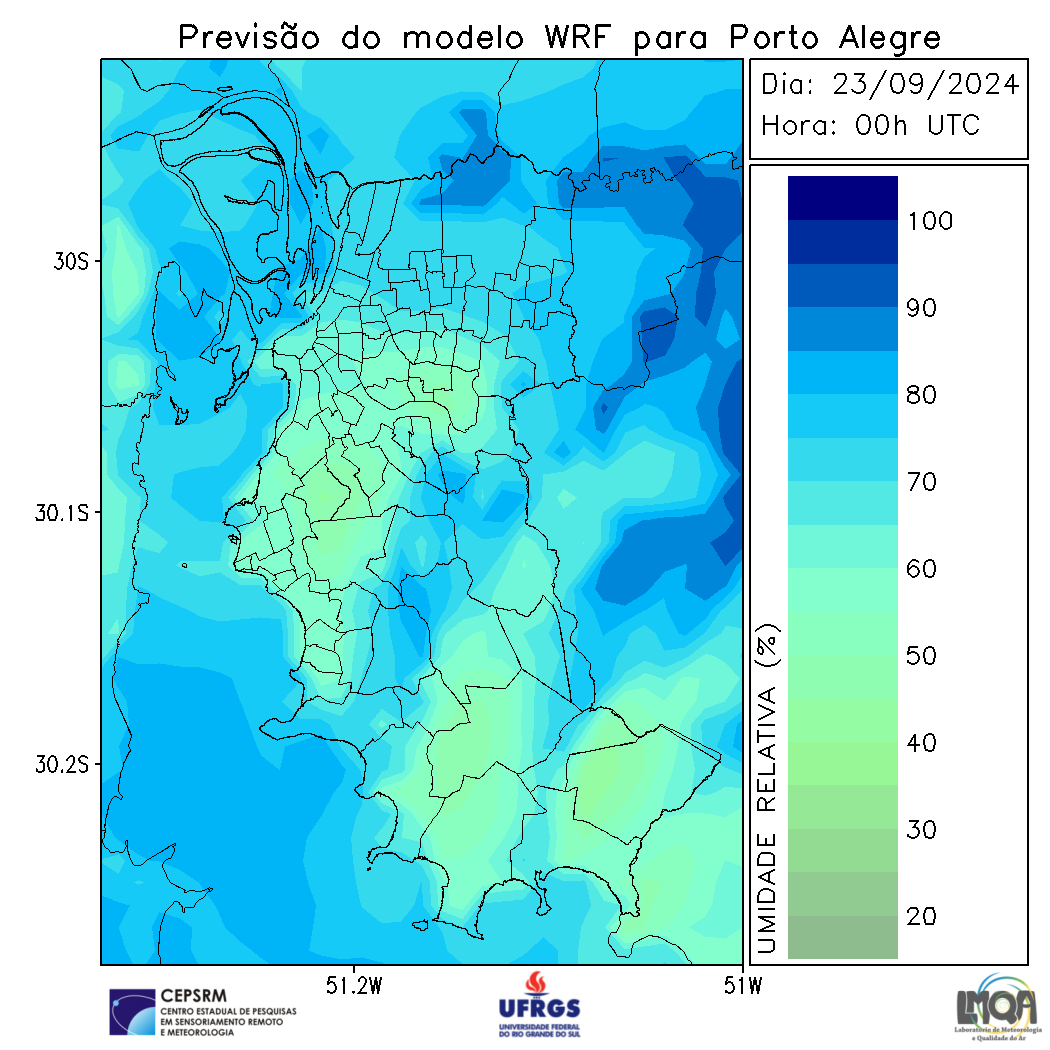 Previsão do modelo WRF para Porto Alegre
Dia: 23/09/2024
Hora: 00h UTC
30S
30.1S
30.2S
51.2W
51W
UMIDADE RELATIVA (%)
100
90
80
70
60
50
40
30
20
CEPSRM
CENTRO ESTADUAL DE PESQUISAS
EM SENSORIAMENTO REMOTO
E METEOROLOGIA
UFRGS
UNIVERSIDADE FEDERAL
DO RIO GRANDE DO SUL
LMQA
Laboratório de Meteorologia
e Qualidade do Ar